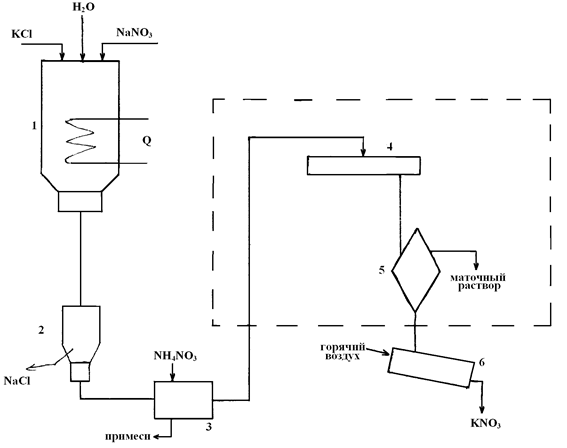 H₂O
KCl
NaNO₃
1
Q
4
5
маточный
раствор
2
NaCl
NH₄NO₃
3
примеси
горячий
воздух
6
KNO₃